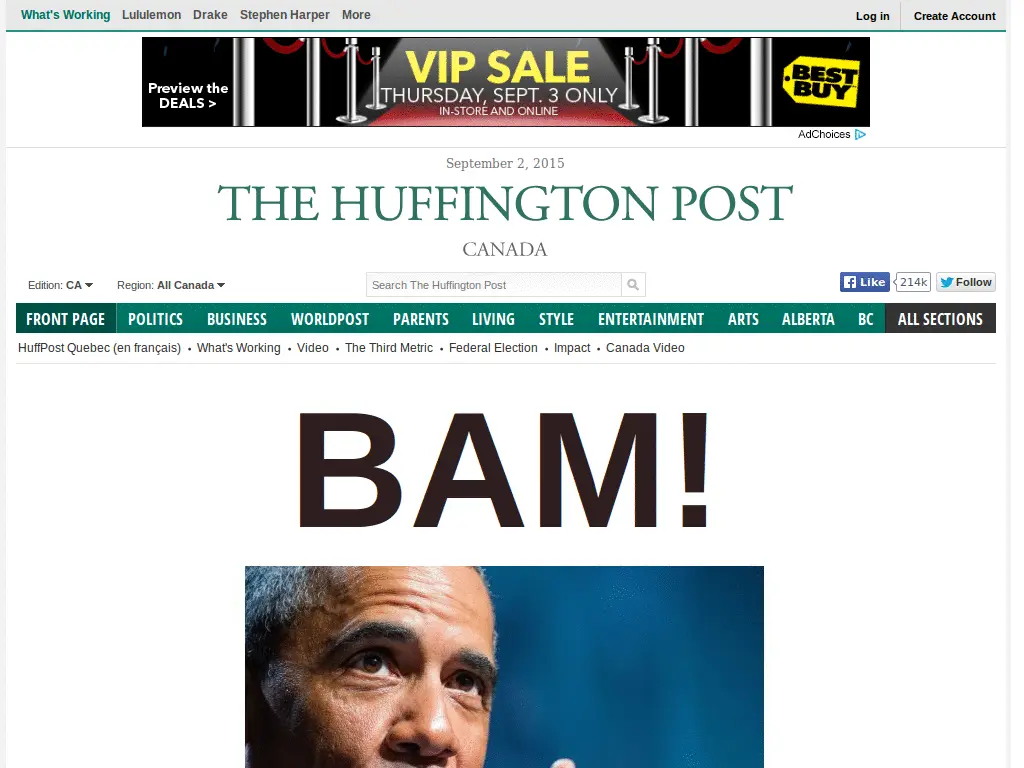 What's Working Lululemon Drake Stephen Harper More Log in Create Account
Preview the DEALS >
VIP SALE
THURSDAY, SEPT. 3 ONLY
IN-STORE AND ONLINE
BEST BUY
AdChoices
September 2, 2015
THE HUFFINGTON POST
CANADA
Edition: CA Region: All Canada Search The Huffington Post Like 214k Follow
FRONT PAGE POLITICS BUSINESS WORLDPOST PARENTS LIVING STYLE ENTERTAINMENT ARTS ALBERTA BC ALL SECTIONS
HuffPost Quebec (en français) • What's Working • Video • The Third Metric • Federal Election • Impact • Canada Video
BAM!